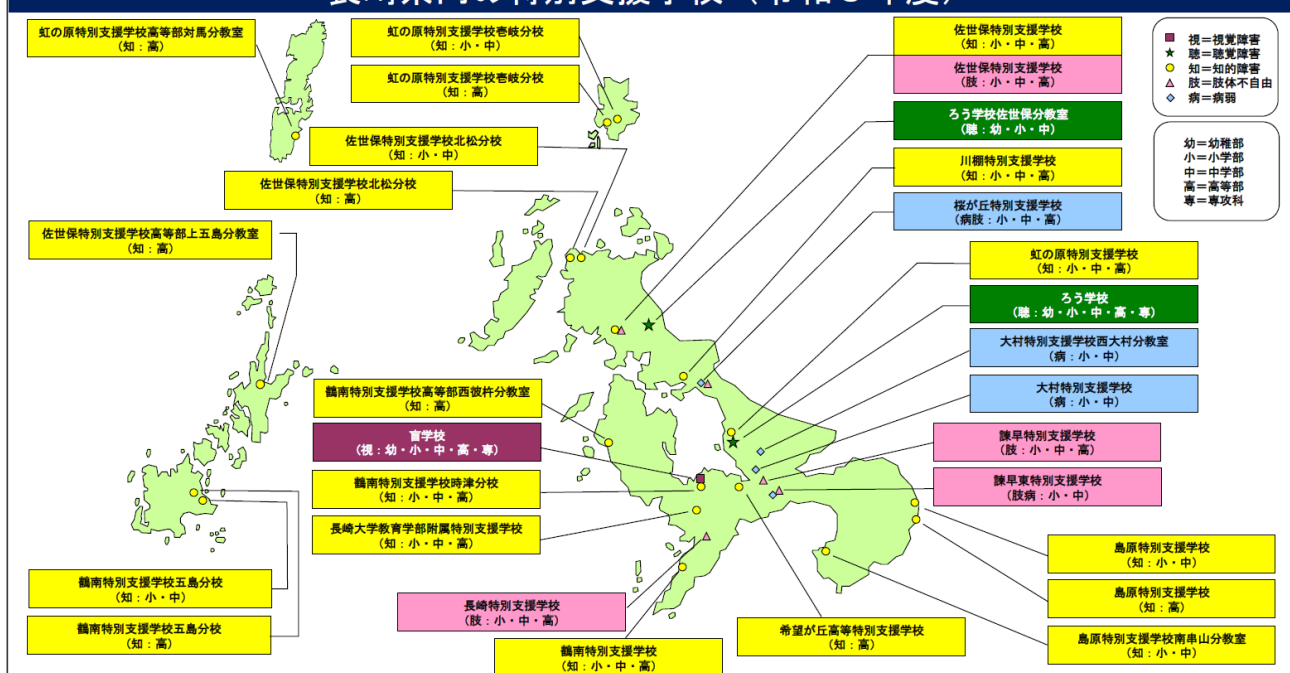 虹の原特別支援学校高等部対馬分教室
(知:高)
虹の原特別支援学校壱岐分校
(知:小・中)
虹の原特別支援学校壱岐分校
(知:高)
佐世保特別支援学校北松分校
(知:小・中)
佐世保特別支援学校北松分校
(知:高)
佐世保特別支援学校高等部上五島分教室
(知:高)
佐世保特別支援学校
(知:小・中・高)
佐世保特別支援学校
(肢:小・中・高)
ろう学校佐世保分教室
(聴:幼・小・中)
川棚特別支援学校
(知:小・中・高)
桜が丘特別支援学校
(病肢:小・中・高)
視=視覚障害
聴=聴覚障害
知=知的障害
肢=肢体不自由
病=病弱
幼=幼稚部
小=小学部
中=中学部
高=高等部
専=専攻科
虹の原特別支援学校
(知:小・中・高)
ろう学校
(聴:幼・小・中・高・専)
大村特別支援学校西大村分教室
(病:小・中)
大村特別支援学校
(病:小・中)
諫早特別支援学校
(肢:小・中・高)
諫早東特別支援学校
(肢病:小・中)
鶴南特別支援学校高等部西彼杵分教室
(知:高)
盲学校
(視:幼・小・中・高・専)
鶴南特別支援学校時津分校
(知:小・中・高)
長崎大学教育学部附属特別支援学校
(知:小・中・高)
鶴南特別支援学校五島分校
(知:小・中)
鶴南特別支援学校五島分校
(知:高)
長崎特別支援学校
(肢:小・中・高)
鶴南特別支援学校
(知:小・中・高)
希望が丘高等特別支援学校
(知:高)
島原特別支援学校
(知:小・中)
島原特別支援学校
(知:高)
島原特別支援学校南串山分教室
(知:小・中)